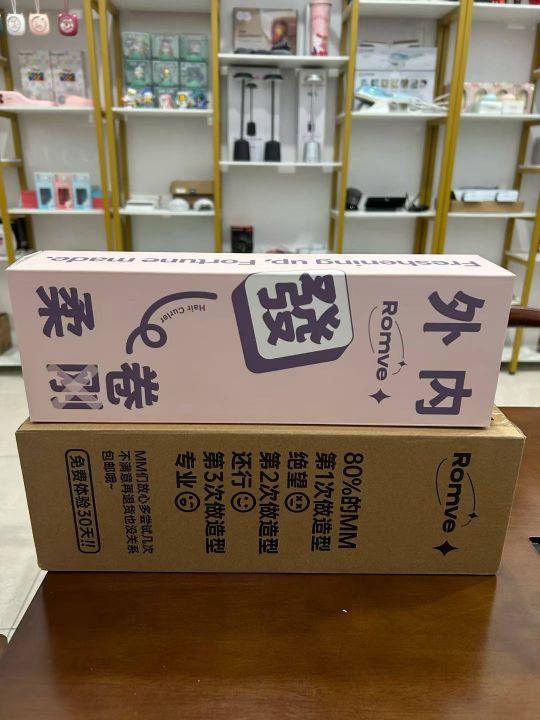 Freshening up, Fortune made.
外柔
内刚
Romve
發
Hair Curler
卷
Romve
80%的MM
第1次做造型
绝望
第2次做造型
还行
第3次做造型
专业
MM们放心多尝试几次
不满意再退货也没关系
包邮哦~
免费体验30天!!